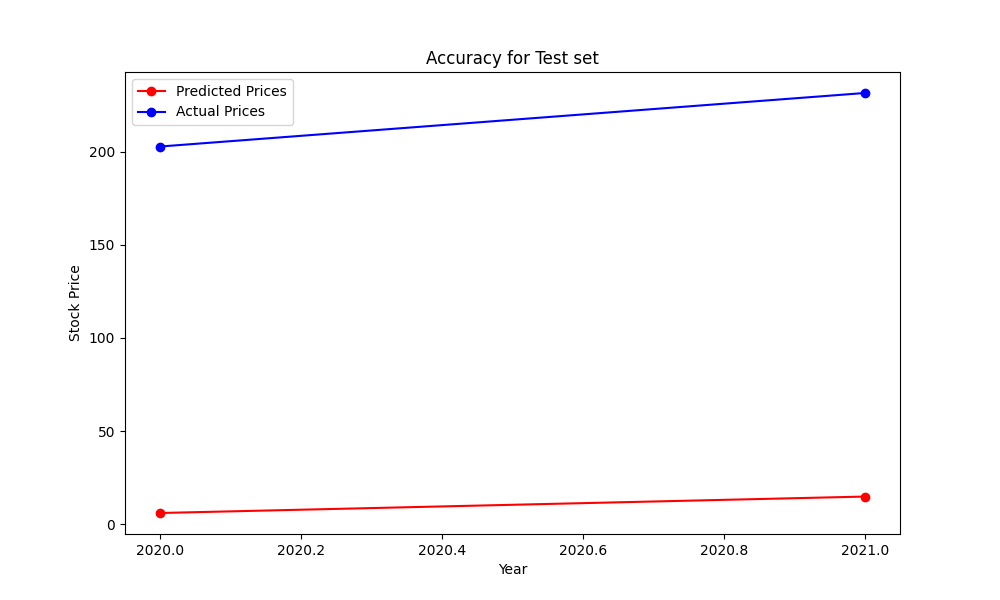 Accuracy for Test set
Predicted Prices
Actual Prices
200
150
100
50
0
Stock Price
2020.0 2020.2 2020.4 2020.6 2020.8 2021.0
Year